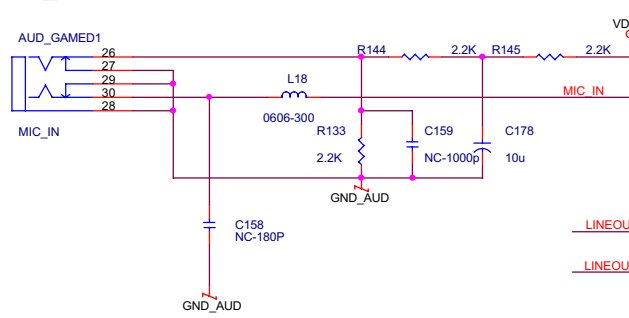 VD
AUD_GAMED1
26
27
29
30
28
MIC_IN
R144
2.2K
R145
2.2K
L18
0606-300
MIC_IN
R133
2.2K
C159
NC-1000p
C178
10u
GND_AUD
C158
NC-180P
GND_AUD
LINEOU
LINEOU